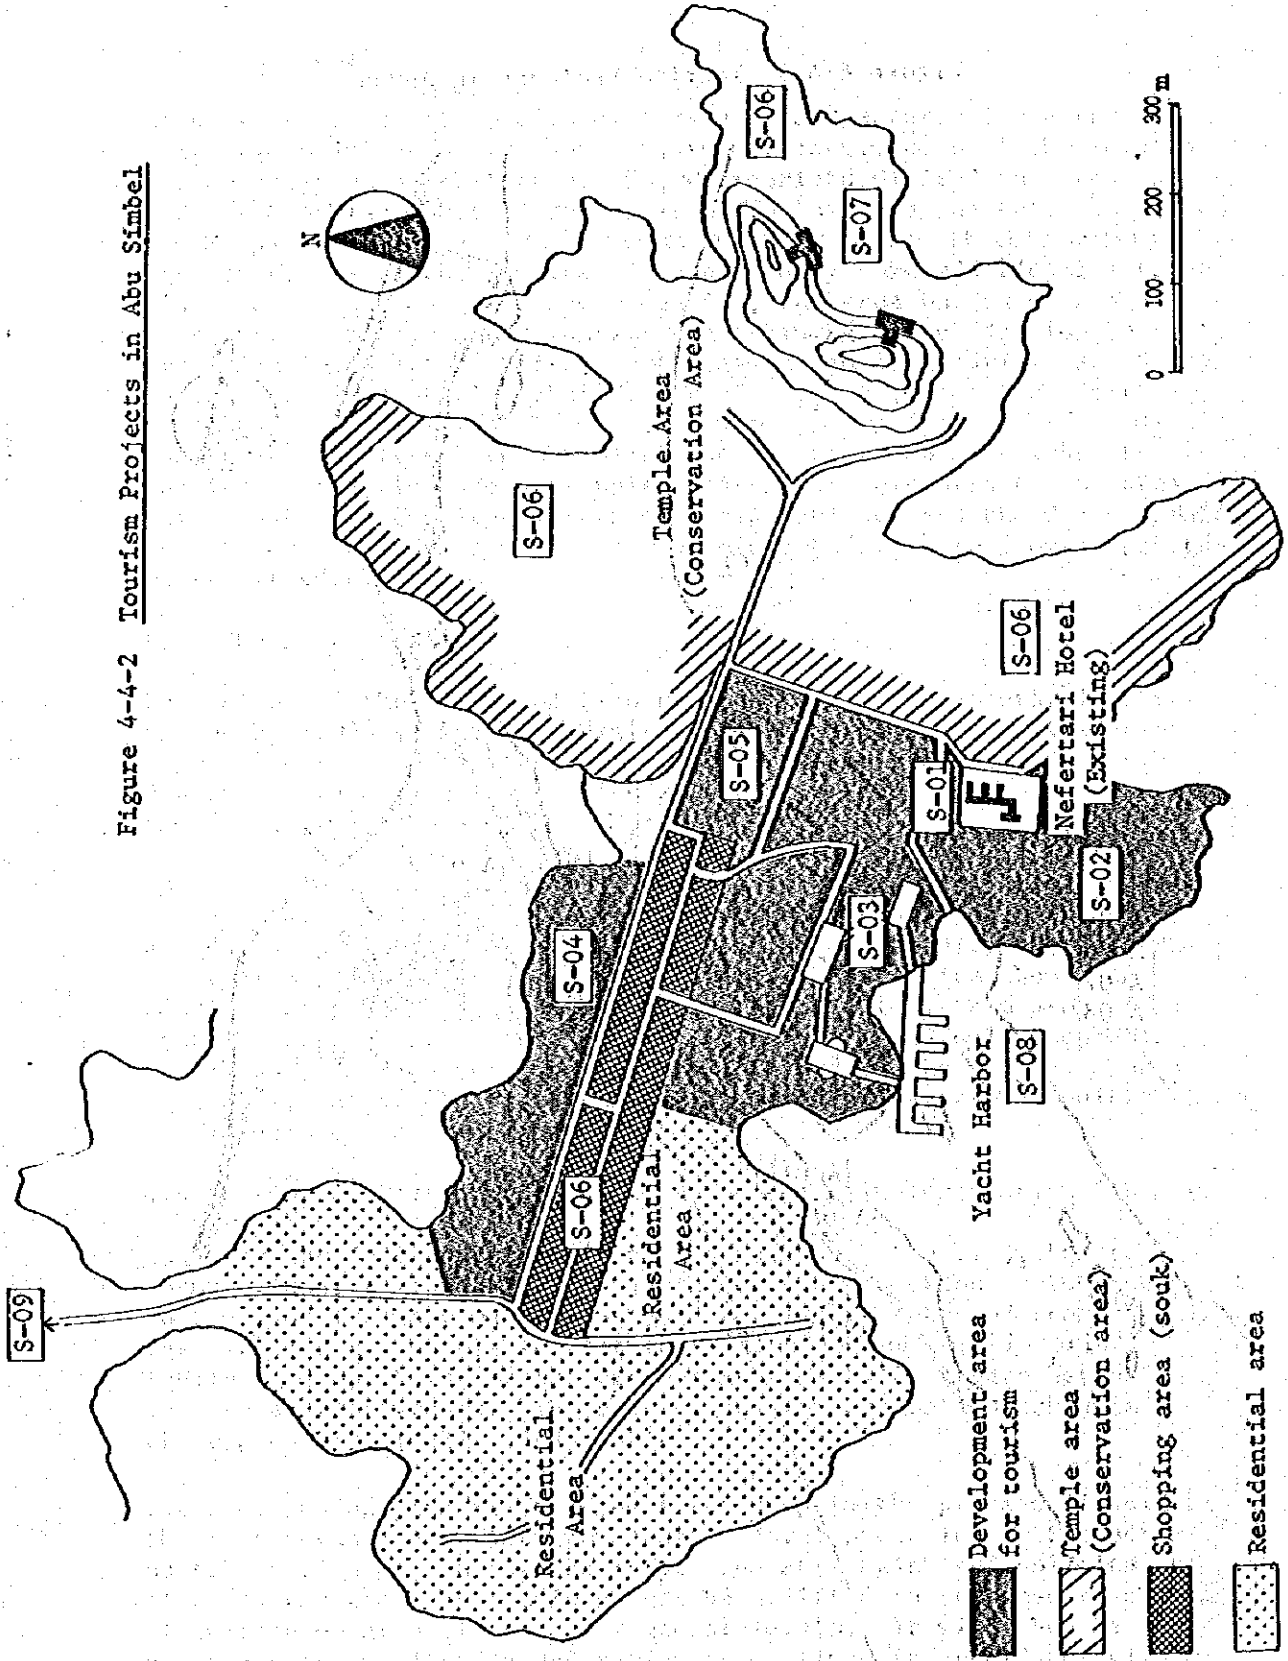 Figure 4-4-2 Tourism Projects in Abu Simbel
N
S-09
S-06
S-06
S-07
Temple Area
(Conservation Area)
S-04
S-05
S-06
S-06
Residential
Area
Residential
Area
S-03
S-01
Nefertari Hotel
(Existing)
S-02
Yacht Harbor
S-08
0 100 200 300 m
Development area
for tourism
Temple area
(Conservation area)
Shopping area (souk)
Residential area